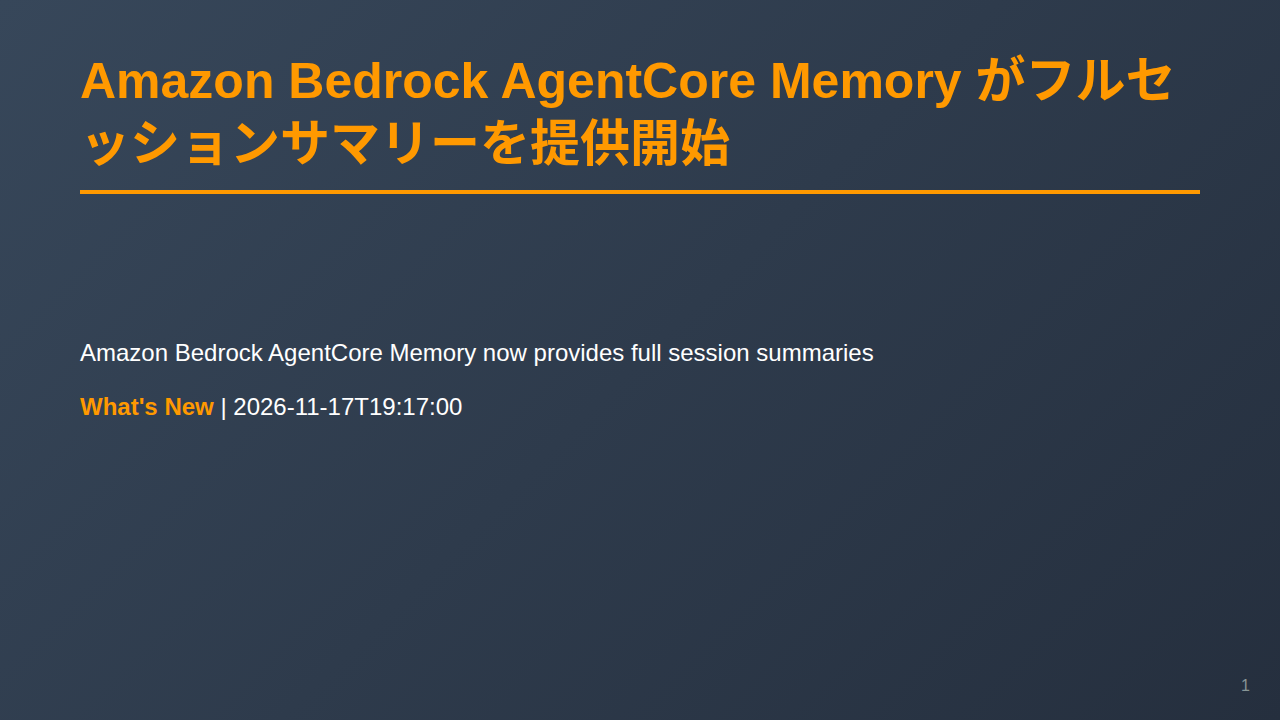 Amazon Bedrock AgentCore Memory がフルセ
ッションサマリーを提供開始
Amazon Bedrock AgentCore Memory now provides full session summaries
What's New | 2026-11-17T19:17:00
1